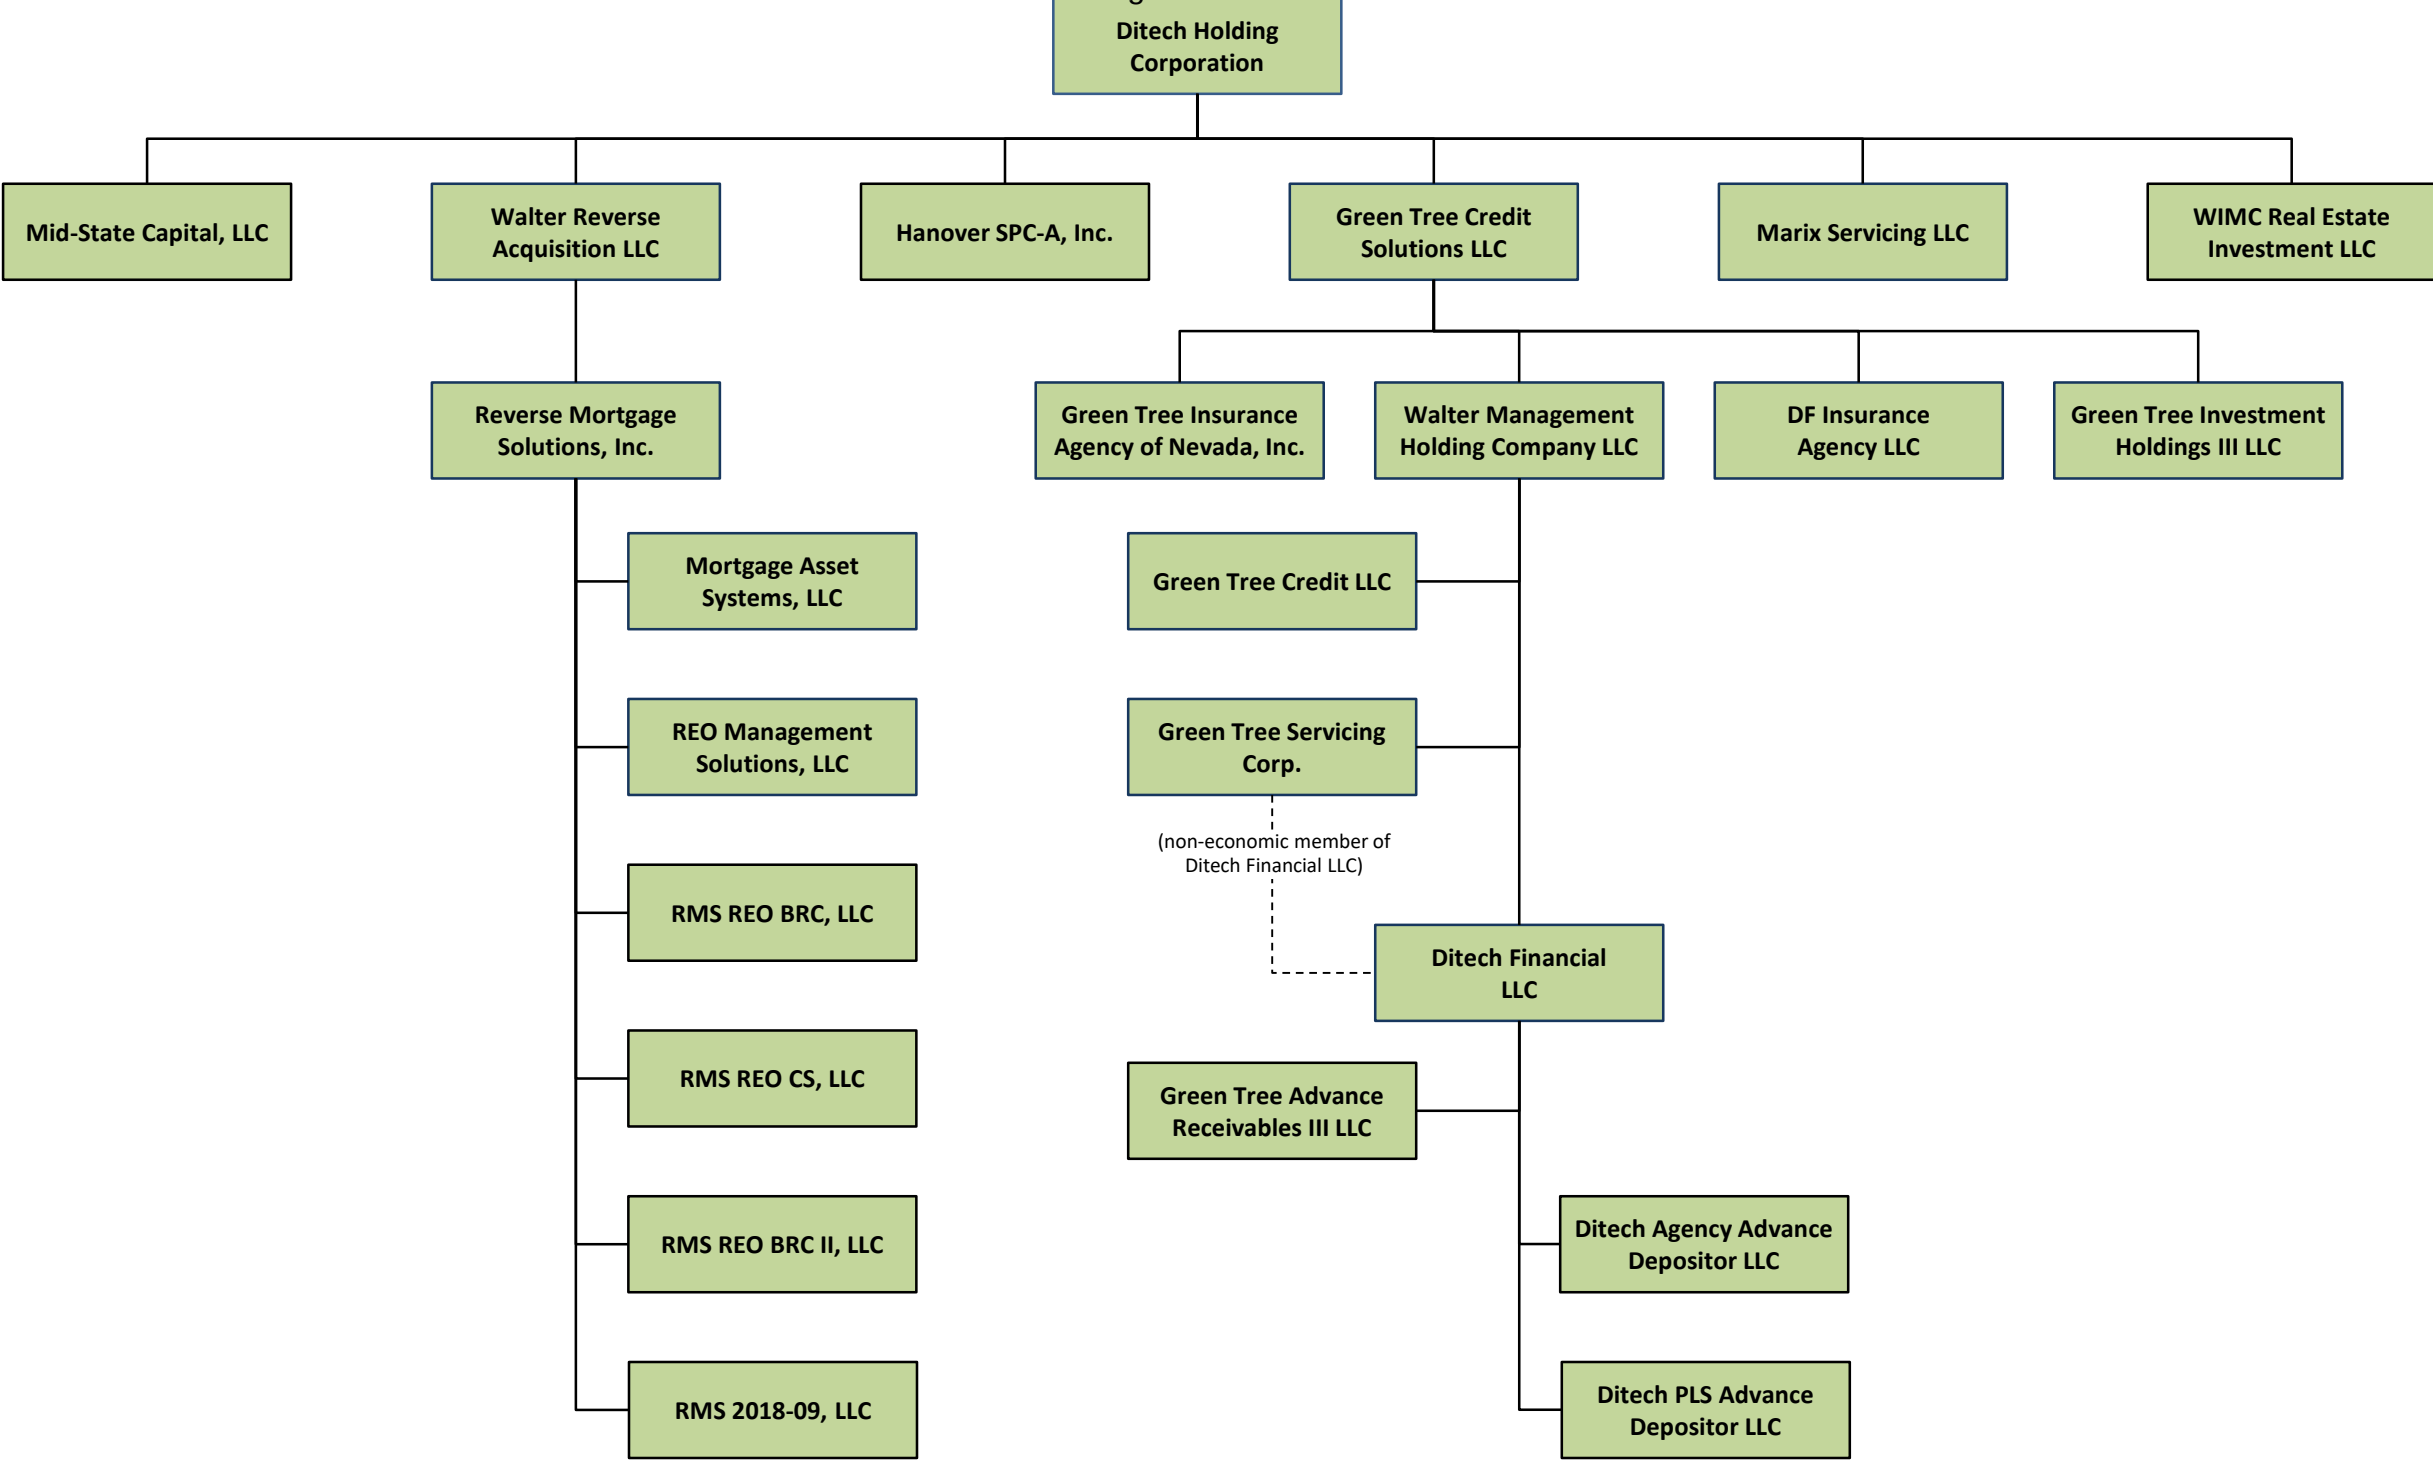 Ditech Holding
Corporation
Mid-State Capital, LLC
Walter Reverse
Acquisition LLC
Hanover SPC-A, Inc.
Green Tree Credit
Solutions LLC
Marix Servicing LLC
WIMC Real Estate
Investment LLC
Reverse Mortgage
Solutions, Inc.
Green Tree Insurance
Agency of Nevada, Inc.
Walter Management
Holding Company LLC
DF Insurance
Agency LLC
Green Tree Investment
Holdings III LLC
Mortgage Asset
Systems, LLC
Green Tree Credit LLC
REO Management
Solutions, LLC
Green Tree Servicing
Corp.
(non-economic member of
Ditech Financial LLC)
RMS REO BRC, LLC
Ditech Financial
LLC
RMS REO CS, LLC
Green Tree Advance
Receivables III LLC
RMS REO BRC II, LLC
Ditech Agency Advance
Depositor LLC
RMS 2018-09, LLC
Ditech PLS Advance
Depositor LLC